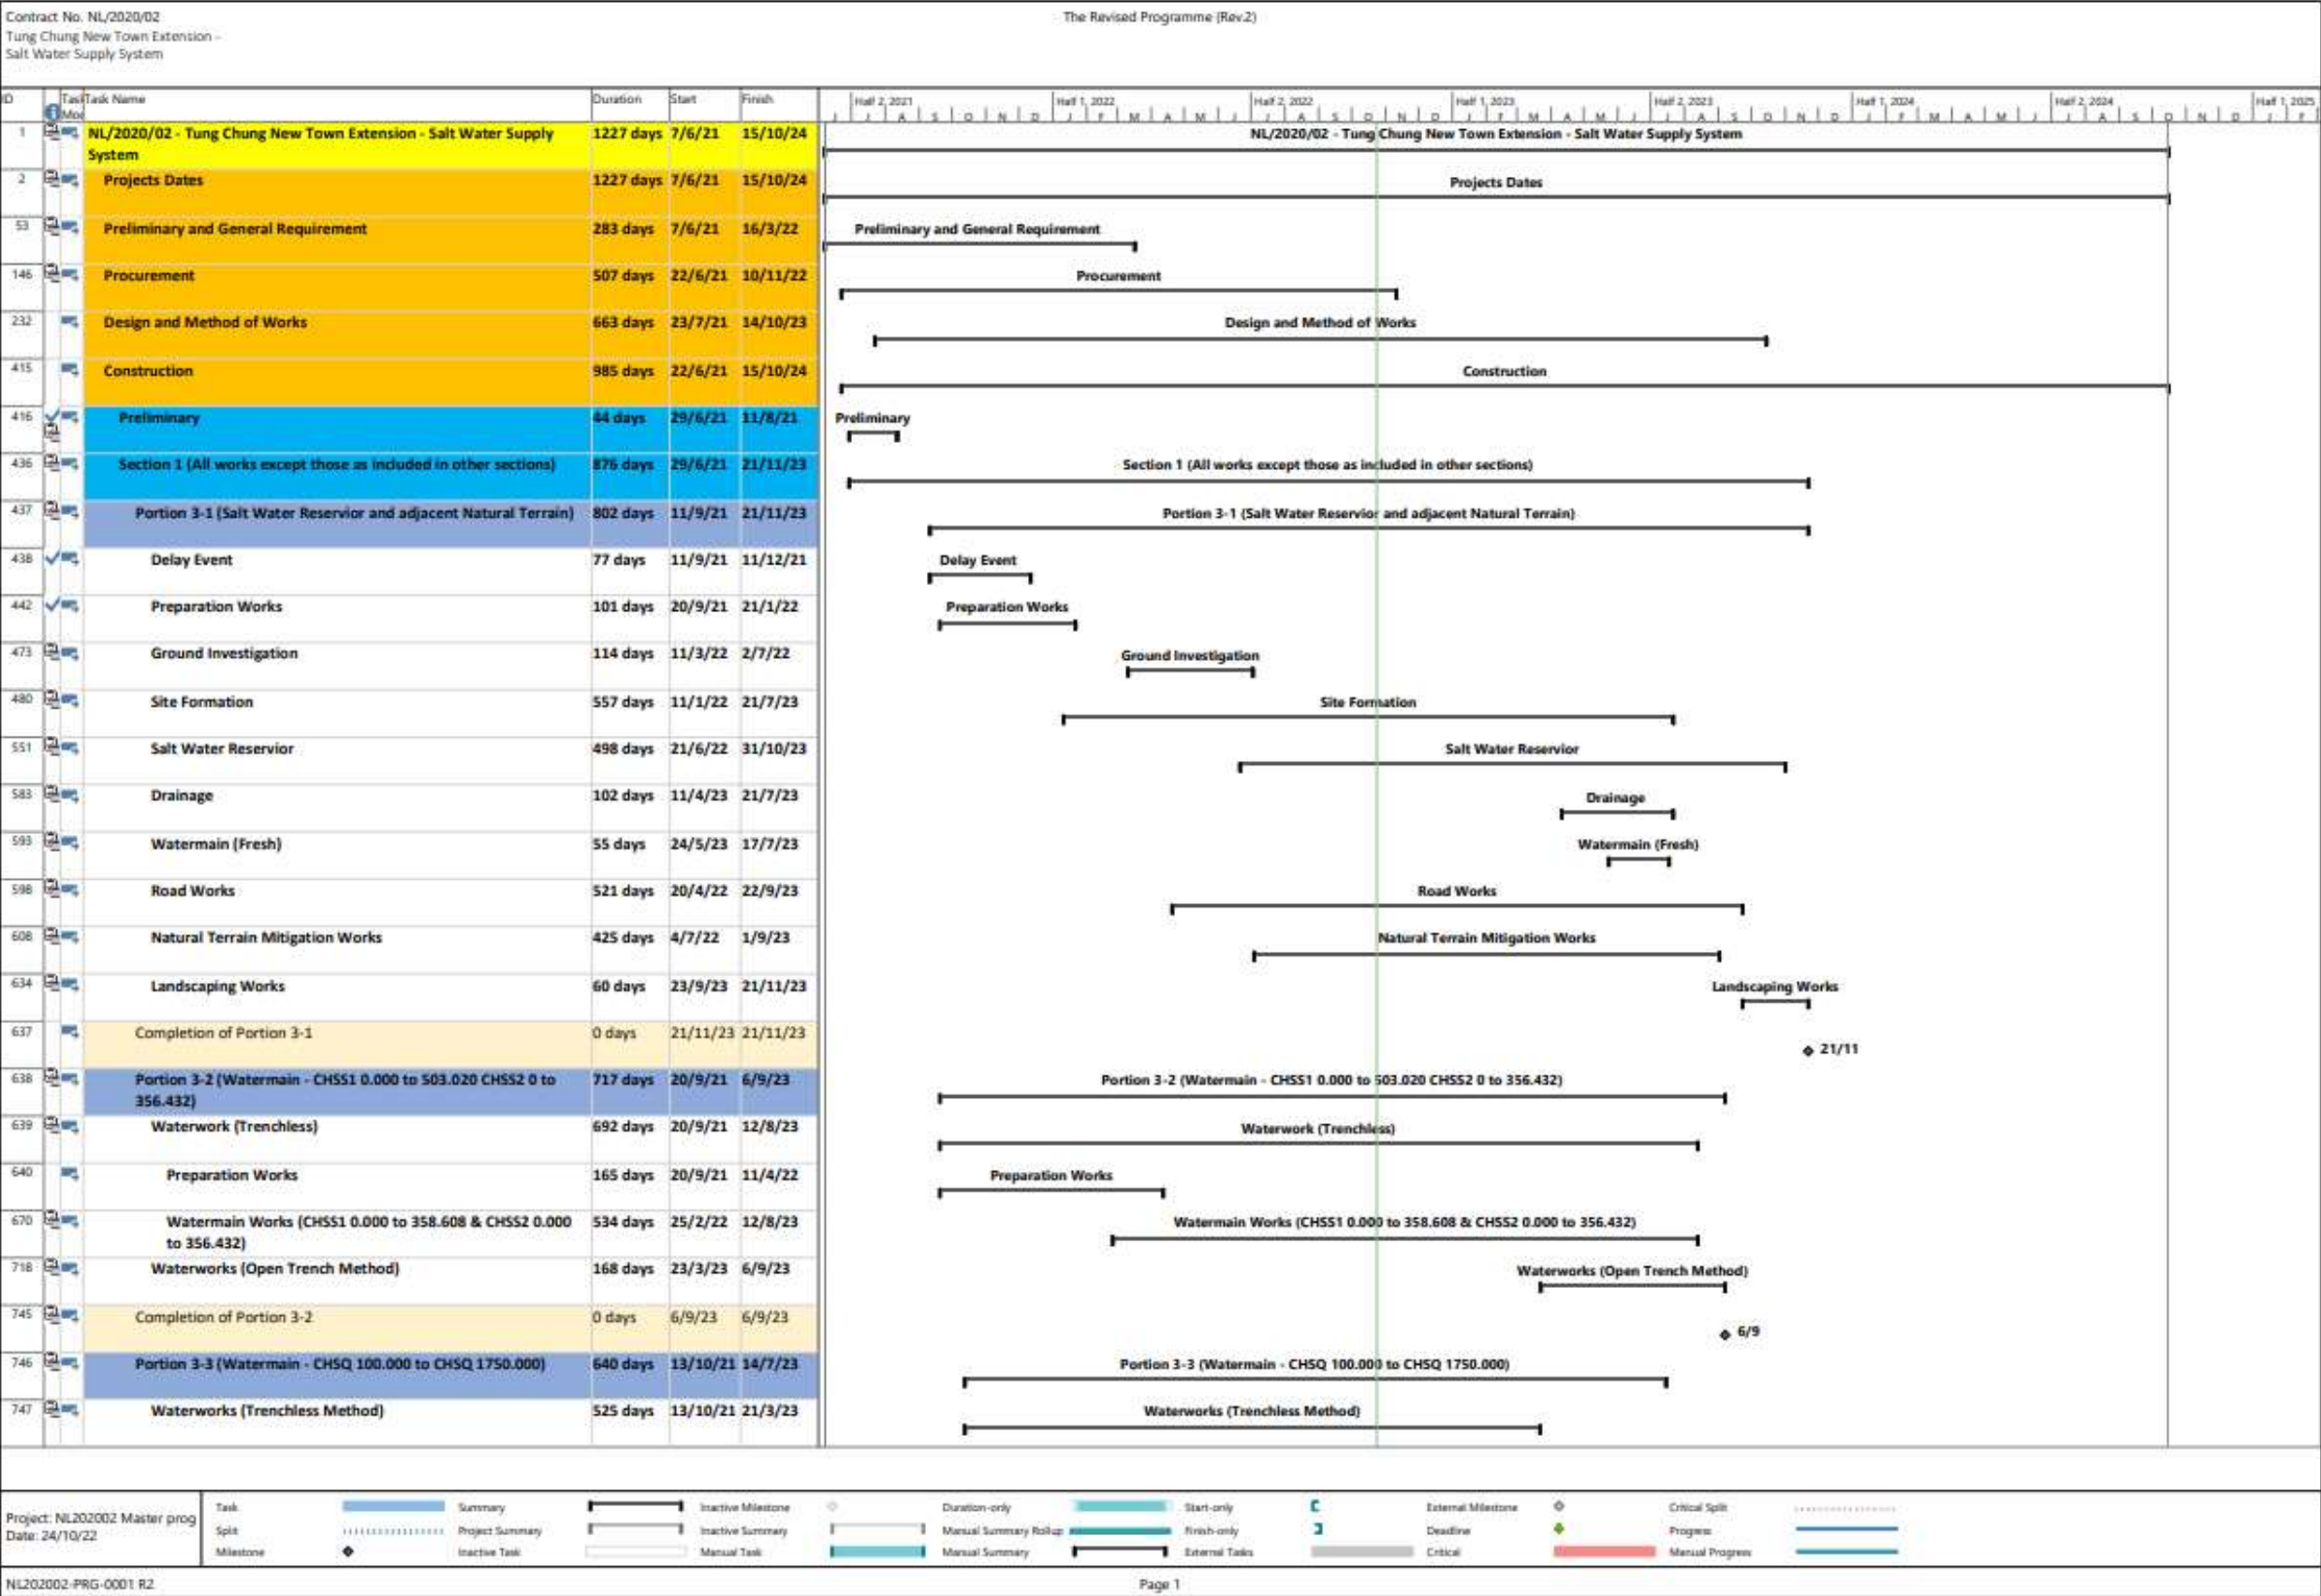 Contract No. NL/2020/02
The Revised Programme (Rev.2)
Tung Chung New Town Extension -
Salt Water Supply System
ID Task Mod Task Name Duration Start Finish
Half 2, 2021 Half 1, 2022 Half 2, 2022 Half 1, 2023 Half 2, 2023 Half 1, 2024 Half 2, 2024 Half 1, 2025
J J A S O N D J F M A M J J A S O N D J F M A M J J A S O N D J F M A M J J A S O N D J F
1 NL/2020/02 - Tung Chung New Town Extension - Salt Water Supply 1227 days 7/6/21 15/10/24 NL/2020/02 - Tung Chung New Town Extension - Salt Water Supply System
System
2 Projects Dates 1227 days 7/6/21 15/10/24 Projects Dates
53 Preliminary and General Requirement 283 days 7/6/21 16/3/22 Preliminary and General Requirement
146 Procurement 507 days 22/6/21 10/11/22 Procurement
232 Design and Method of Works 663 days 23/7/21 14/10/23 Design and Method of Works
415 Construction 985 days 22/6/21 15/10/24 Construction
416 Preliminary 44 days 29/6/21 11/8/21 Preliminary
436 Section 1 (All works except those as included in other sections) 876 days 29/6/21 21/11/23 Section 1 (All works except those as included in other sections)
437 Portion 3-1 (Salt Water Reservior and adjacent Natural Terrain) 802 days 11/9/21 21/11/23 Portion 3-1 (Salt Water Reservior and adjacent Natural Terrain)
438 Delay Event 77 days 11/9/21 11/12/21 Delay Event
442 Preparation Works 101 days 20/9/21 21/1/22 Preparation Works
473 Ground Investigation 114 days 11/3/22 2/7/22 Ground Investigation
480 Site Formation 557 days 11/1/22 21/7/23 Site Formation
551 Salt Water Reservior 498 days 21/6/22 31/10/23 Salt Water Reservior
583 Drainage 102 days 11/4/23 21/7/23 Drainage
593 Watermain (Fresh) 55 days 24/5/23 17/7/23 Watermain (Fresh)
598 Road Works 521 days 20/4/22 22/9/23 Road Works
608 Natural Terrain Mitigation Works 425 days 4/7/22 1/9/23 Natural Terrain Mitigation Works
634 Landscaping Works 60 days 23/9/23 21/11/23 Landscaping Works
637 Completion of Portion 3-1 0 days 21/11/23 21/11/23 21/11
638 Portion 3-2 (Watermain - CHSS1 0.000 to 503.020 CHSS2 0 to 717 days 20/9/21 6/9/23 Portion 3-2 (Watermain - CHSS1 0.000 to 503.020 CHSS2 0 to 356.432)
356.432)
639 Waterwork (Trenchless) 692 days 20/9/21 12/8/23 Waterwork (Trenchless)
640 Preparation Works 165 days 20/9/21 11/4/22 Preparation Works
670 Watermain Works (CHSS1 0.000 to 358.608 & CHSS2 0.000 534 days 25/2/22 12/8/23 Watermain Works (CHSS1 0.000 to 358.608 & CHSS2 0.000 to 356.432)
to 356.432)
718 Waterworks (Open Trench Method) 168 days 23/3/23 6/9/23 Waterworks (Open Trench Method)
745 Completion of Portion 3-2 0 days 6/9/23 6/9/23 6/9
746 Portion 3-3 (Watermain - CHSQ 100.000 to CHSQ 1750.000) 640 days 13/10/21 14/7/23 Portion 3-3 (Watermain - CHSQ 100.000 to CHSQ 1750.000)
747 Waterworks (Trenchless Method) 525 days 13/10/21 21/3/23 Waterworks (Trenchless Method)
Project: NL202002 Master prog
Date: 24/10/22
Task Summary Inactive Milestone Duration-only Start-only External Milestone Critical Split
Split Project Summary Inactive Summary Manual Summary Rollup Finish-only Deadline Progress
Milestone Inactive Task Manual Task Manual Summary External Tasks Critical Manual Progress
NL202002-PRG-0001 R2
Page 1